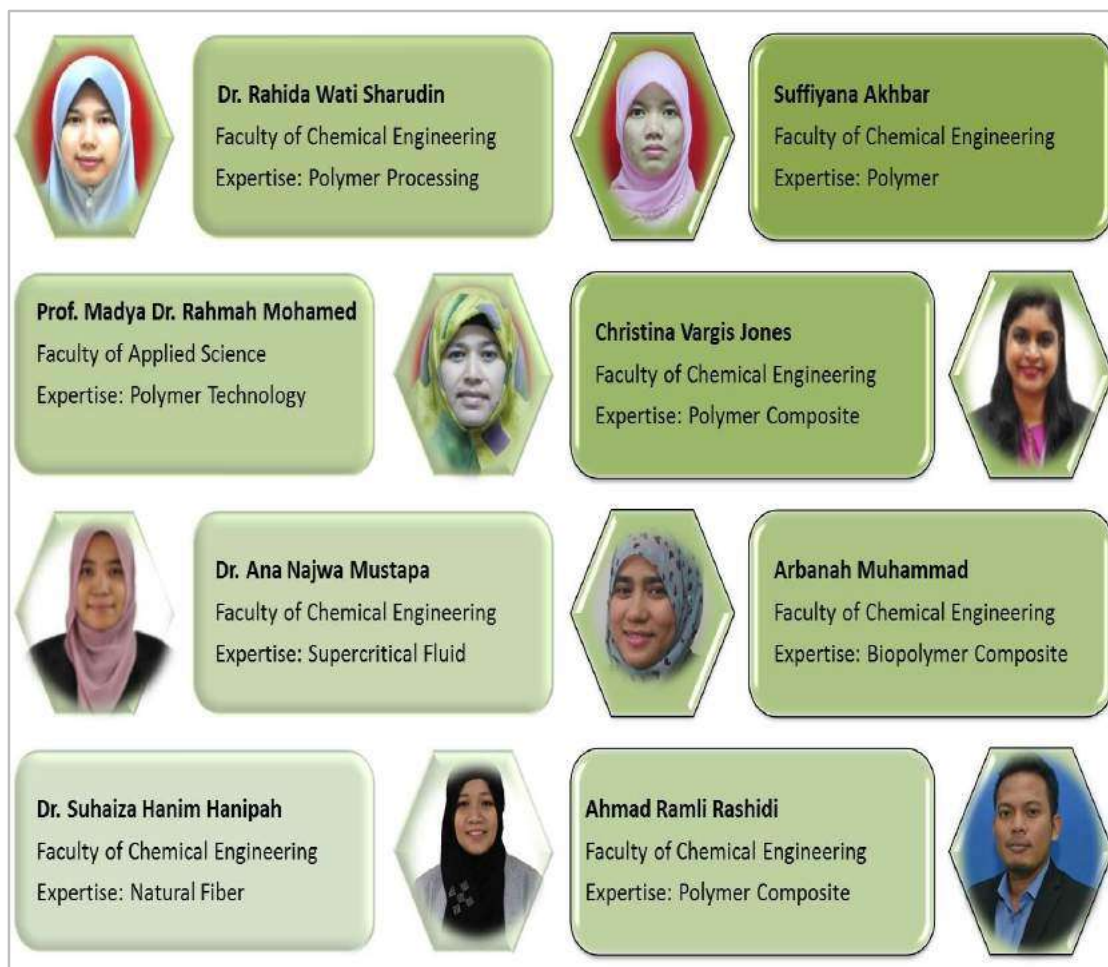 Dr. Rahida Wati Sharudin
Faculty of Chemical Engineering
Expertise: Polymer Processing
Suffiyana Akhbar
Faculty of Chemical Engineering
Expertise: Polymer
Prof. Madya Dr. Rahmah Mohamed
Faculty of Applied Science
Expertise: Polymer Technology
Christina Vargis Jones
Faculty of Chemical Engineering
Expertise: Polymer Composite
Dr. Ana Najwa Mustapa
Faculty of Chemical Engineering
Expertise: Supercritical Fluid
Arbanah Muhammad
Faculty of Chemical Engineering
Expertise: Biopolymer Composite
Dr. Suhaiza Hanim Hanipah
Faculty of Chemical Engineering
Expertise: Natural Fiber
Ahmad Ramli Rashidi
Faculty of Chemical Engineering
Expertise: Polymer Composite